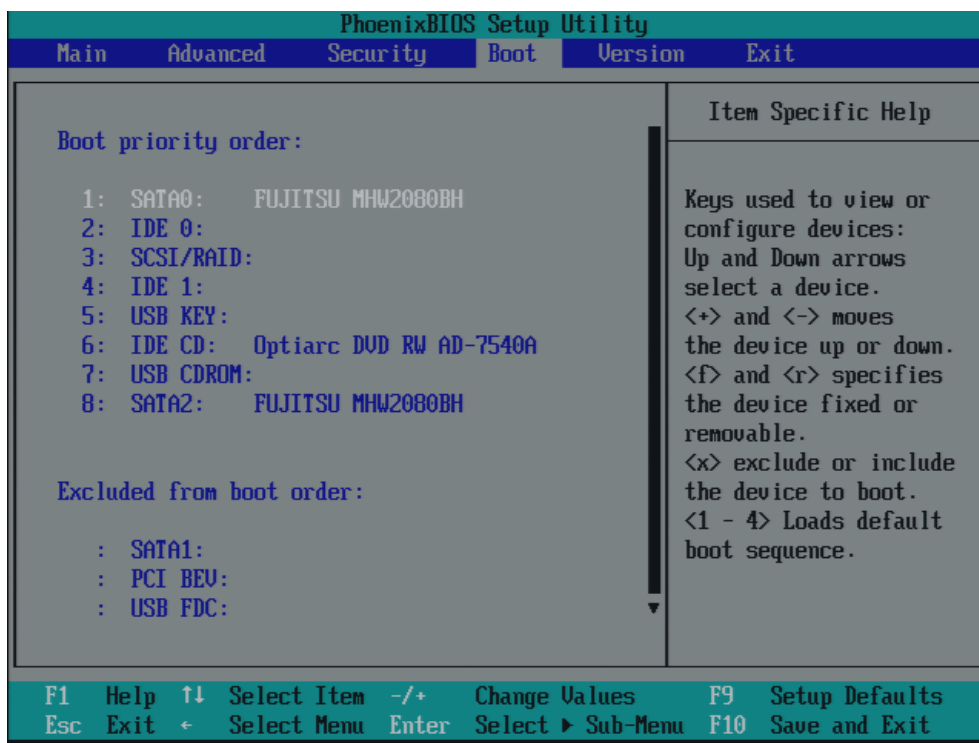 PhoenixBIOS Setup Utility
Main Advanced Security Boot Version Exit
Boot priority order:
1: SATA0: FUJITSU MHW2080BH
2: IDE 0:
3: SCSI/RAID:
4: IDE 1:
5: USB KEY:
6: IDE CD: Optiarc DVD RW AD-7540A
7: USB CDROM:
8: SATA2: FUJITSU MHW2080BH
Excluded from boot order:
: SATA1:
: PCI BEV:
: USB FDC:
Item Specific Help
Keys used to view or
configure devices:
Up and Down arrows
select a device.
<+> and <-> moves
the device up or down.
<f> and <r> specifies
the device fixed or
removable.
<x> exclude or include
the device to boot.
<1 - 4> Loads default
boot sequence.
F1 Help ↑↓ Select Item -/+ Change Values F9 Setup Defaults
Esc Exit ← Select Menu Enter Select ▶ Sub-Menu F10 Save and Exit